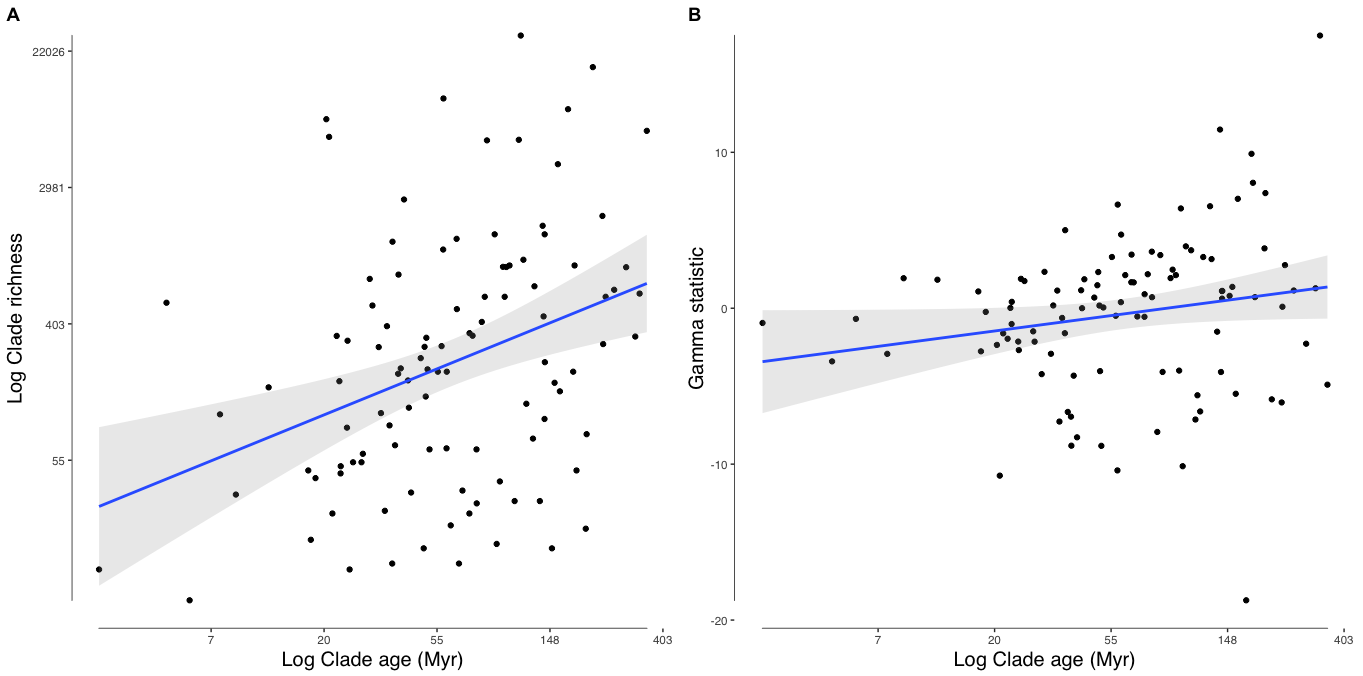 A
22026
2981
403
55
Log Clade richness
7 20 55 148 403
Log Clade age (Myr)
B
10
0
-10
-20
Gamma statistic
7 20 55 148 403
Log Clade age (Myr)